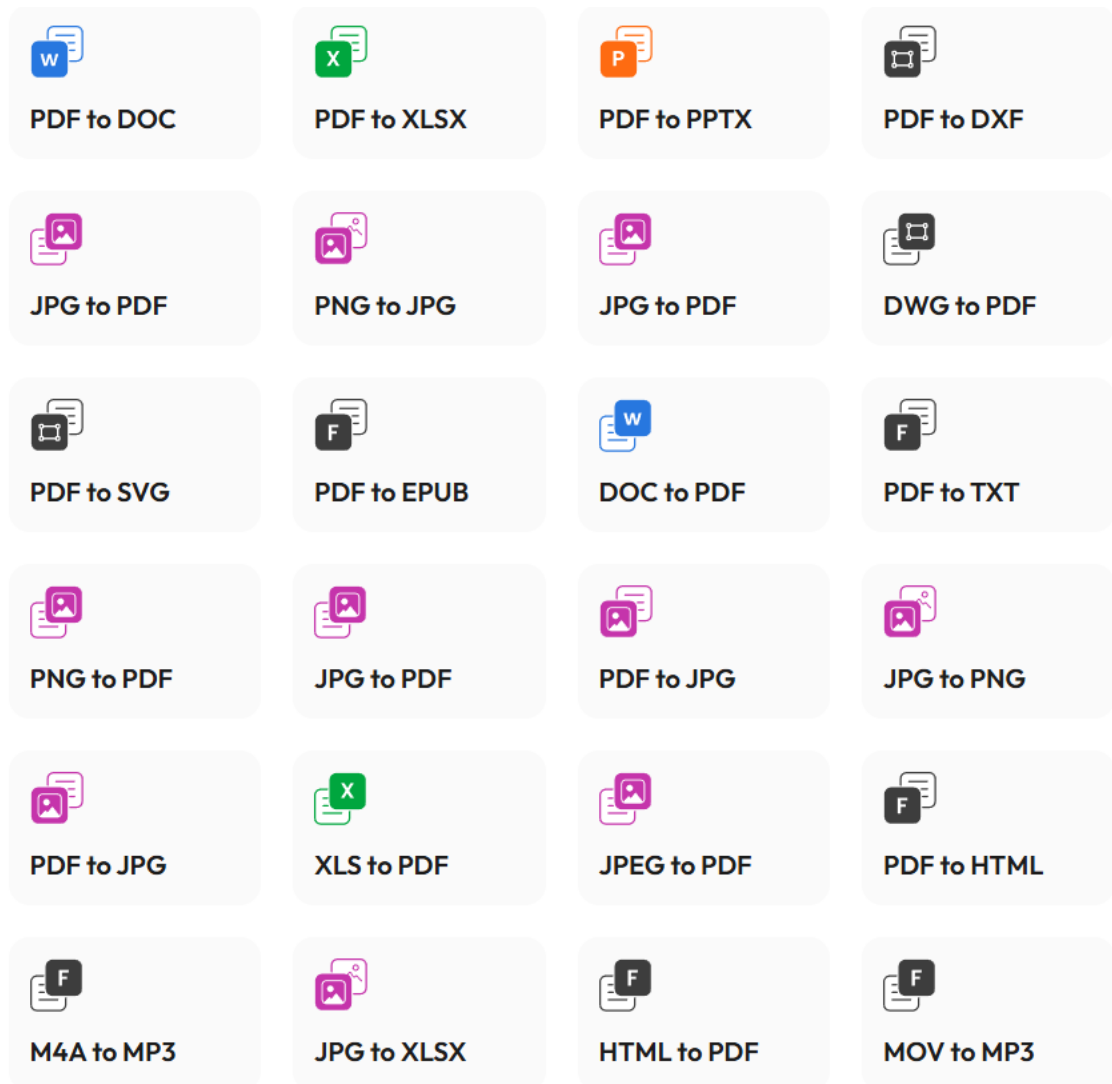 W
X
P
PDF to DOC
PDF to XLSX
PDF to PPTX
PDF to DXF
JPG to PDF
PNG to JPG
JPG to PDF
DWG to PDF
F
W
F
PDF to SVG
PDF to EPUB
DOC to PDF
PDF to TXT
PNG to PDF
JPG to PDF
PDF to JPG
JPG to PNG
X
F
PDF to JPG
XLS to PDF
JPEG to PDF
PDF to HTML
F
F
F
M4A to MP3
JPG to XLSX
HTML to PDF
MOV to MP3